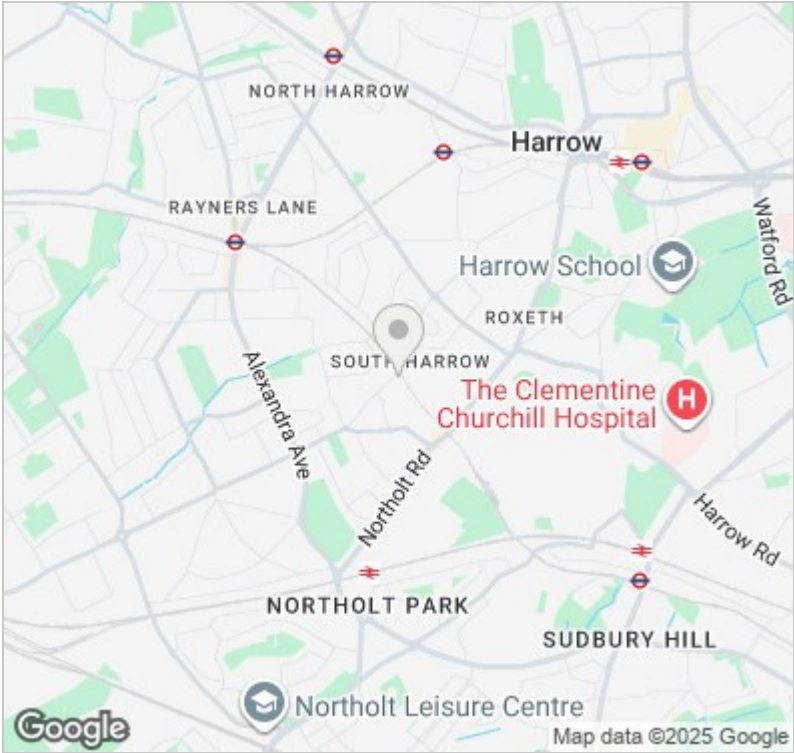 NORTH HARROW
Harrow
RAYNERS LANE
Watford Rd
Harrow School
ROXETH
SOUTH HARROW
Alexandra Ave
The Clementine
Churchill Hospital
H
Northolt Rd
Harrow Rd
NORTHOLT PARK
SUDBURY HILL
Northolt Leisure Centre
Google
Map data ©2025 Google